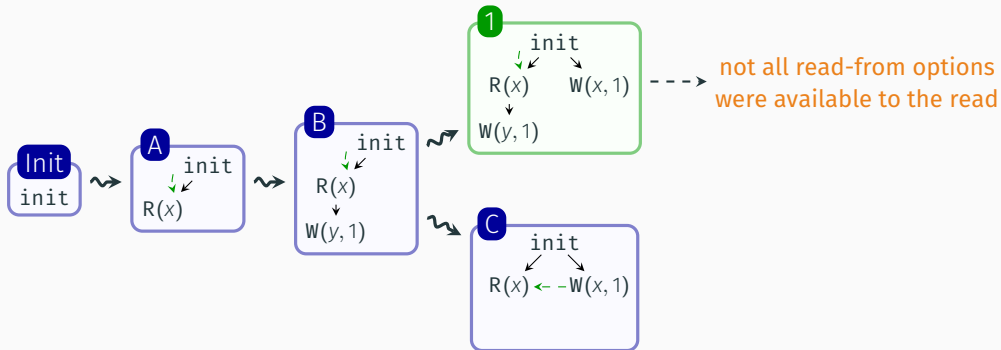 Init
init
A
init
R(x)
B
init
R(x)
W(y, 1)
1
init
R(x) W(x, 1)
W(y, 1)
not all read-from options
were available to the read
C
init
R(x) W(x, 1)